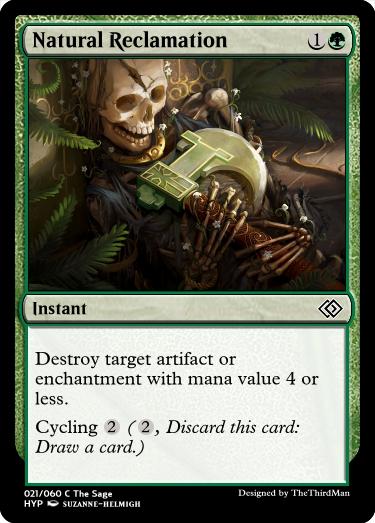 Natural Reclamation 1
Instant
Destroy target artifact or
enchantment with mana value 4 or
less.
Cycling 2 ( 2, Discard this card:
Draw a card.)
021/060 C The Sage
Designed by TheThirdMan
HYP SUZANNE-HELMIGH